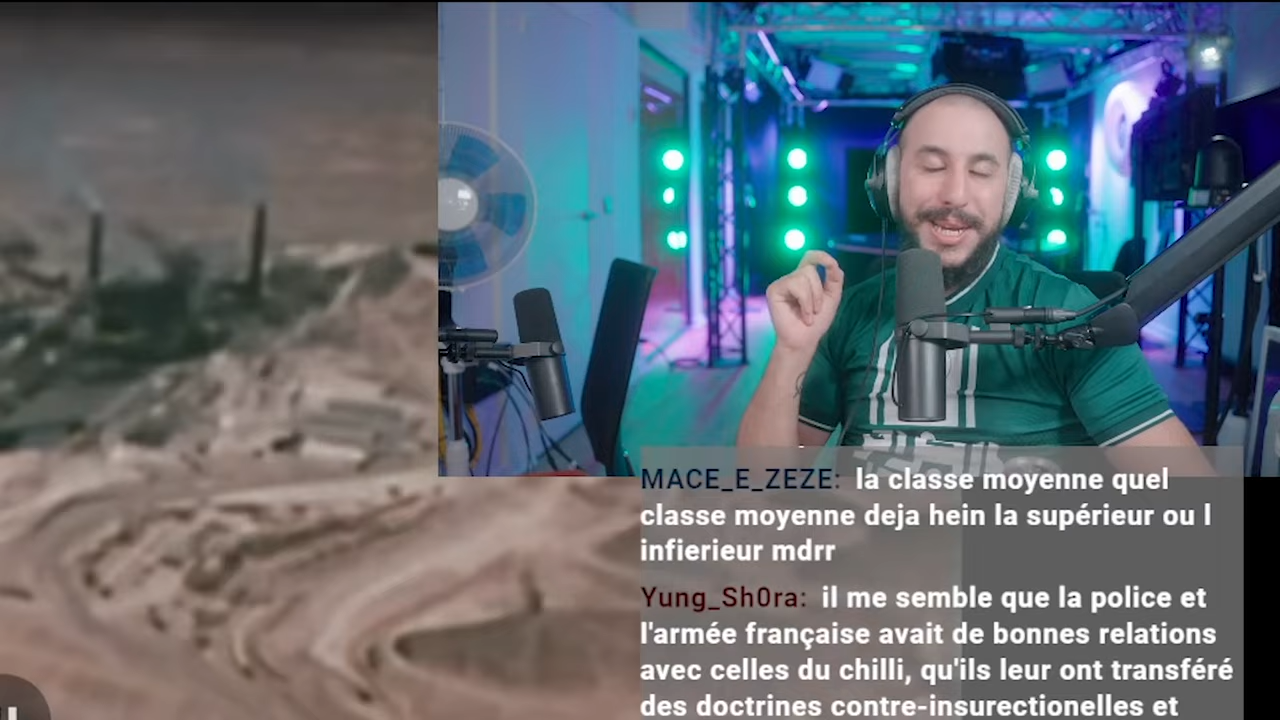 MACE_E_ZEZE: la classe moyenne quel
classe moyenne deja hein la supérieur ou l
infierieur mdrr
Yung_Sh0ra: il me semble que la police et
l'armée française avait de bonnes relations
avec celles du chilli, qu'ils leur ont transféré
des doctrines contre-insurectionelles et